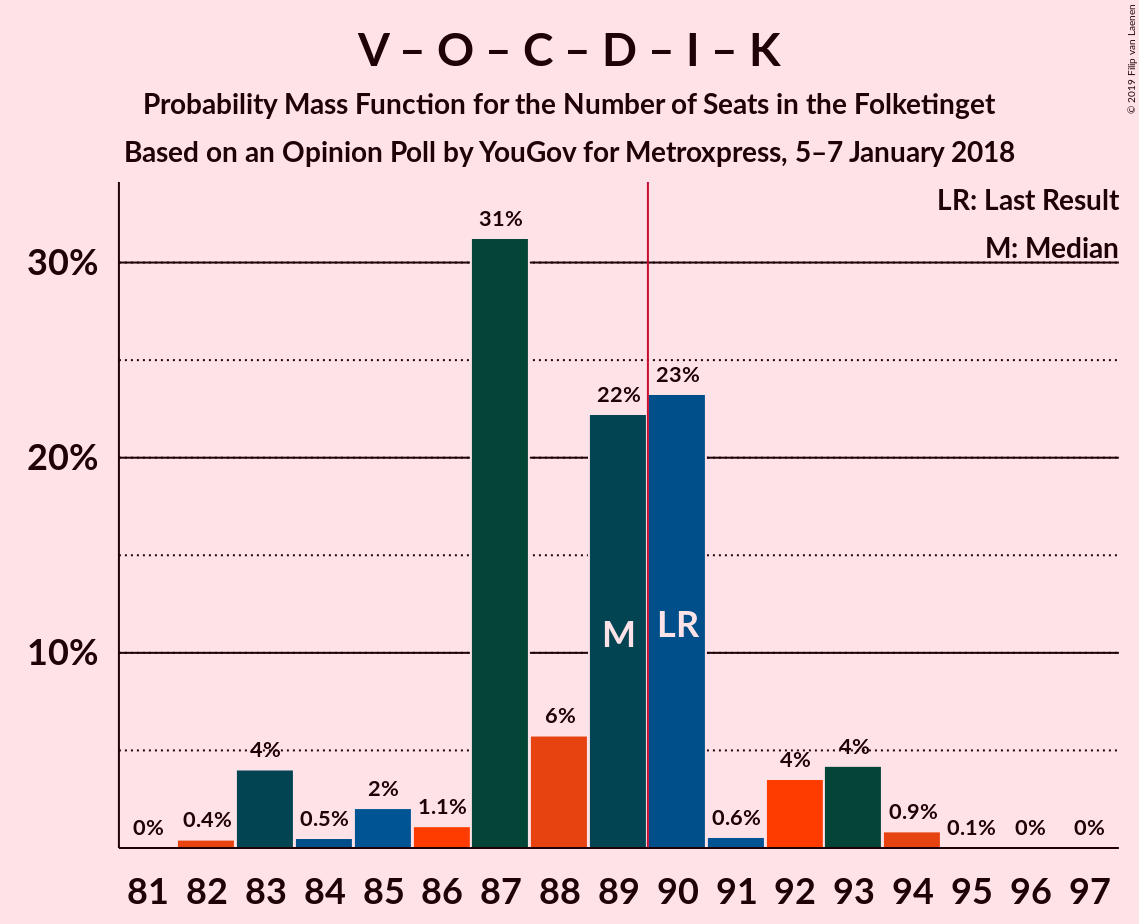 V – O – C – D – I – K
Probability Mass Function for the Number of Seats in the Folketinget
Based on an Opinion Poll by YouGov for Metroxpress, 5–7 January 2018
© 2019 Filip van Laenen
LR: Last Result
M: Median
30%
20%
10%
0%
0.4%
4%
0.5%
2%
1.1%
31%
6%
22%
23%
0.6%
4%
4%
0.9%
0.1%
0%
0%
M
LR
81 82 83 84 85 86 87 88 89 90 91 92 93 94 95 96 97